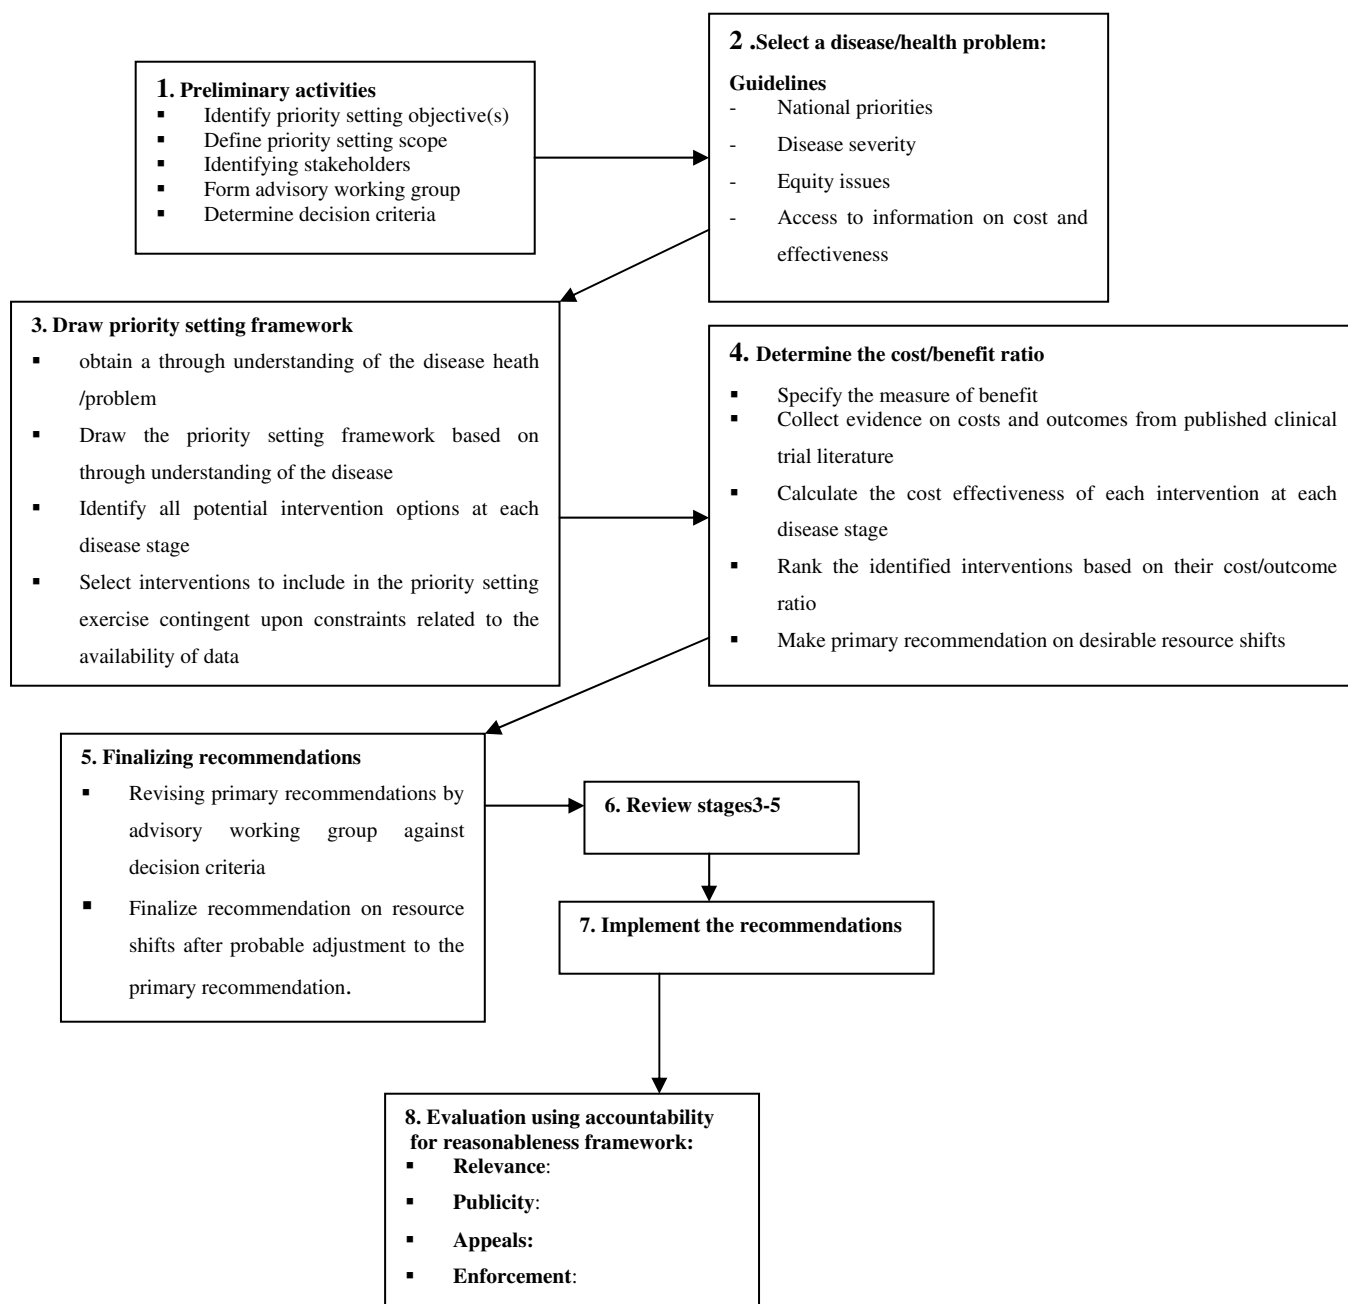 1. Preliminary activities
▪ Identify priority setting objective(s)
▪ Define priority setting scope
▪ Identifying stakeholders
▪ Form advisory working group
▪ Determine decision criteria
2 .Select a disease/health problem:
Guidelines
- National priorities
- Disease severity
- Equity issues
- Access to information on cost and
effectiveness
3. Draw priority setting framework
▪ obtain a through understanding of the disease heath
/problem
▪ Draw the priority setting framework based on
through understanding of the disease
▪ Identify all potential intervention options at each
disease stage
▪ Select interventions to include in the priority setting
exercise contingent upon constraints related to the
availability of data
4. Determine the cost/benefit ratio
▪ Specify the measure of benefit
▪ Collect evidence on costs and outcomes from published clinical
trial literature
▪ Calculate the cost effectiveness of each intervention at each
disease stage
▪ Rank the identified interventions based on their cost/outcome
ratio
▪ Make primary recommendation on desirable resource shifts
5. Finalizing recommendations
▪ Revising primary recommendations by
advisory working group against
decision criteria
▪ Finalize recommendation on resource
shifts after probable adjustment to the
primary recommendation.
6. Review stages3-5
7. Implement the recommendations
8. Evaluation using accountability
for reasonableness framework:
▪ Relevance:
▪ Publicity:
▪ Appeals:
▪ Enforcement: